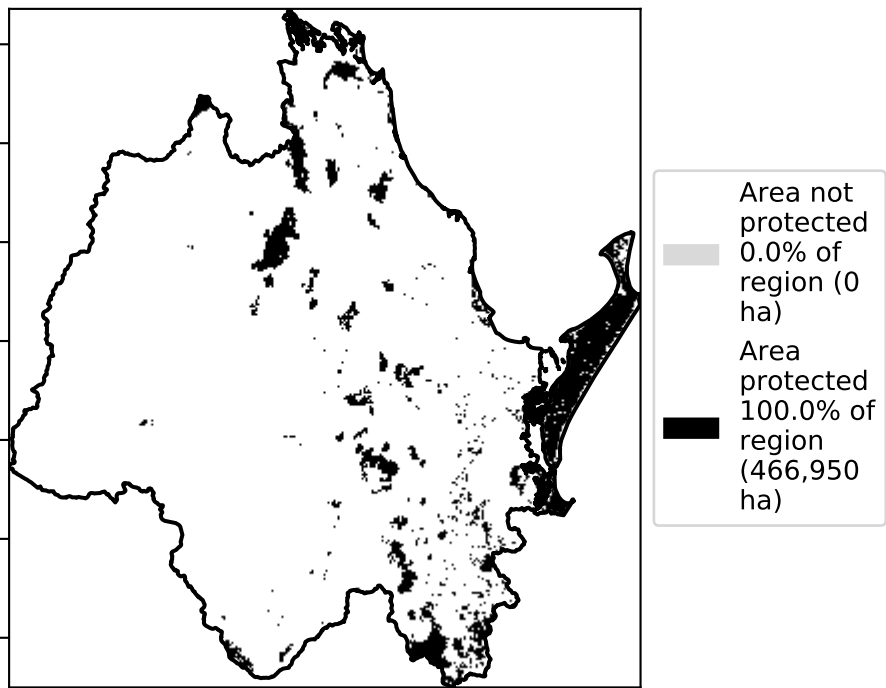 Area not
protected
0.0% of
region (0
ha)
Area
protected
100.0% of
region
(466,950
ha)